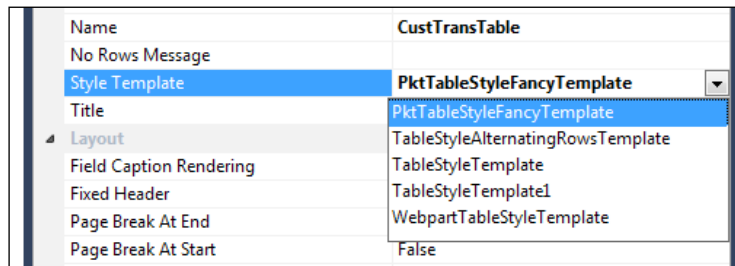 Name CustTransTable
No Rows Message
Style Template PktTableStyleFancyTemplate
Title PktTableStyleFancyTemplate
Layout TableStyleAlternatingRowsTemplate
Field Caption Rendering TableStyleTemplate
Fixed Header TableStyleTemplate1
Page Break At End WebpartTableStyleTemplate
Page Break At Start False